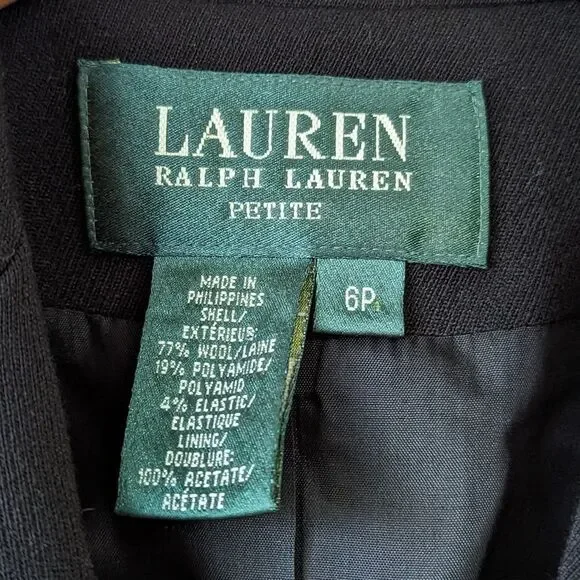 LAUREN
RALPH LAUREN
PETITE
6P
MADE IN
PHILIPPINES
SHELL/
EXTÉRIEUR:
77% WOOL/LAINE
19% POLYAMIDE/
POLYAMID
4% ELASTIC/
ELASTIQUE
LINING/
DOUBLURE:
100% ACETATE/
ACÉTATE